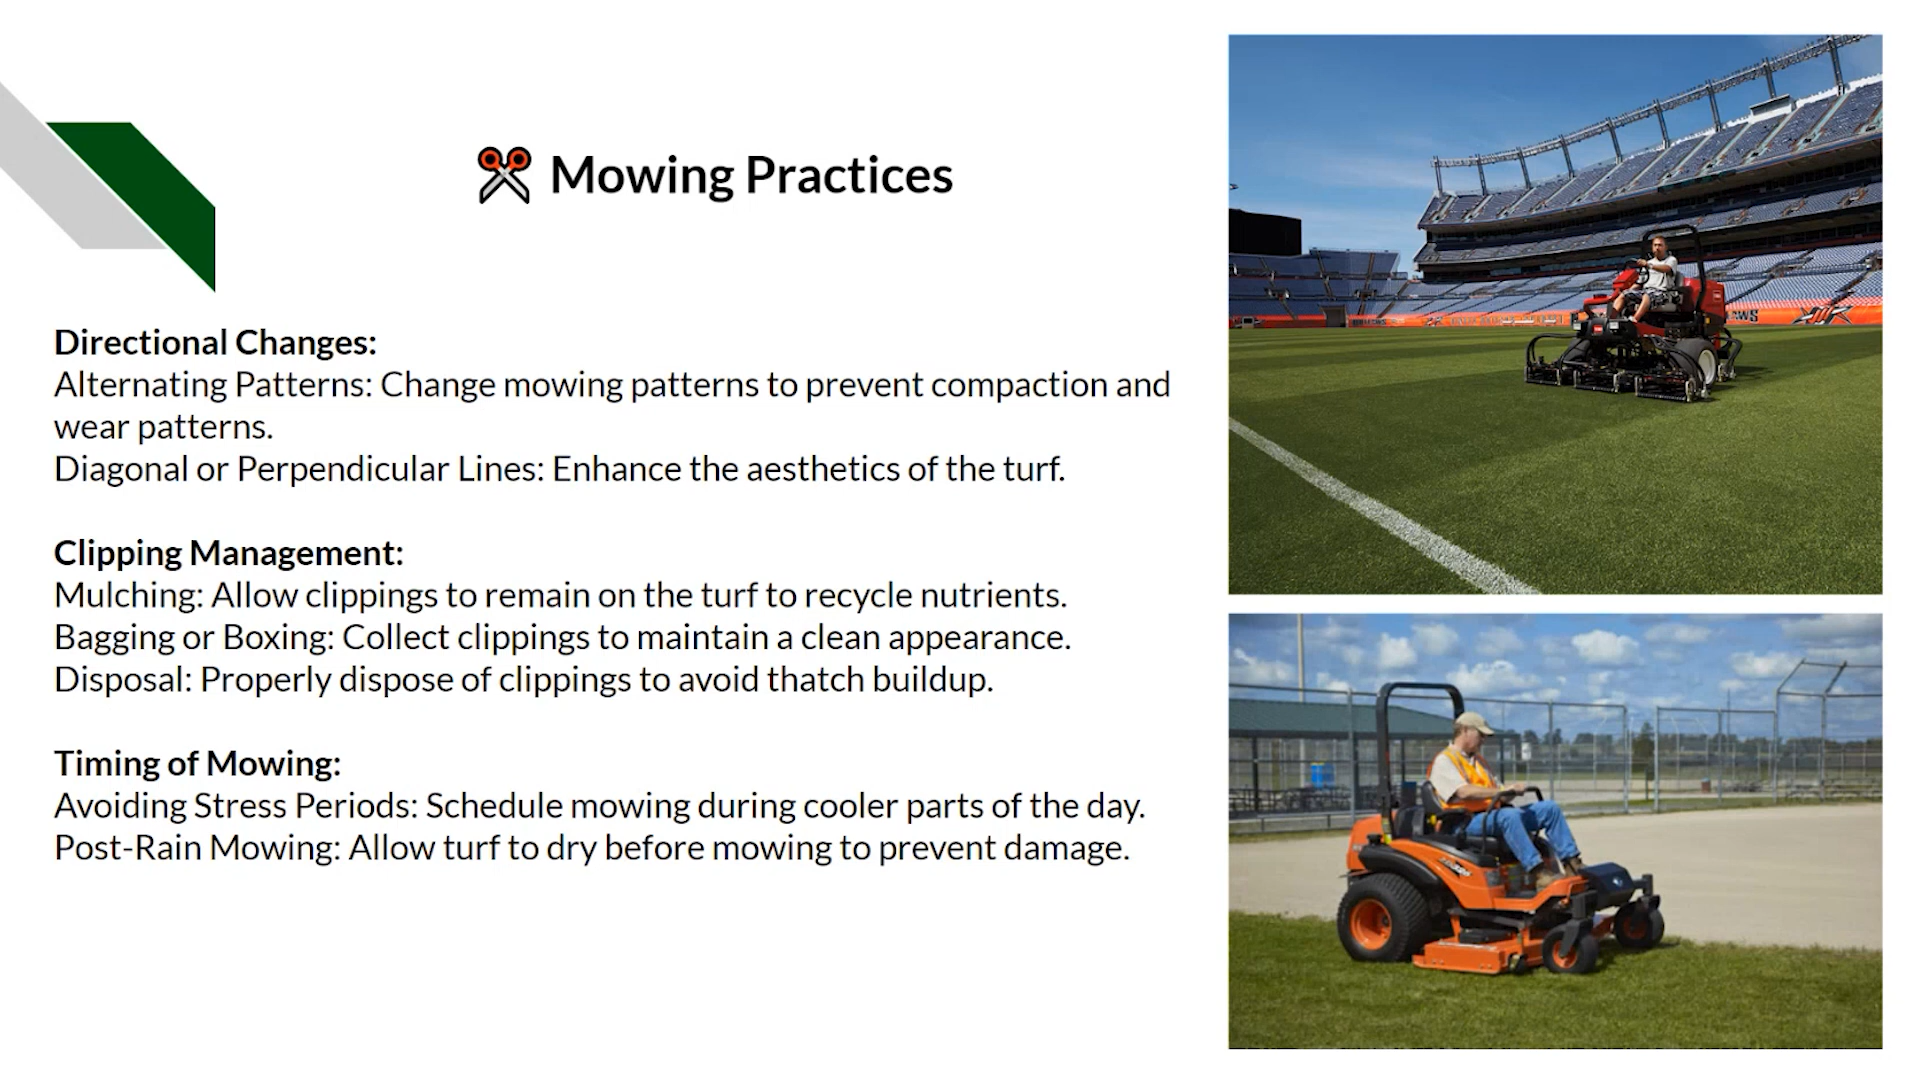 Mowing Practices
Directional Changes:
Alternating Patterns: Change mowing patterns to prevent compaction and
wear patterns.
Diagonal or Perpendicular Lines: Enhance the aesthetics of the turf.
Clipping Management:
Mulching: Allow clippings to remain on the turf to recycle nutrients.
Bagging or Boxing: Collect clippings to maintain a clean appearance.
Disposal: Properly dispose of clippings to avoid thatch buildup.
Timing of Mowing:
Avoiding Stress Periods: Schedule mowing during cooler parts of the day.
Post-Rain Mowing: Allow turf to dry before mowing to prevent damage.